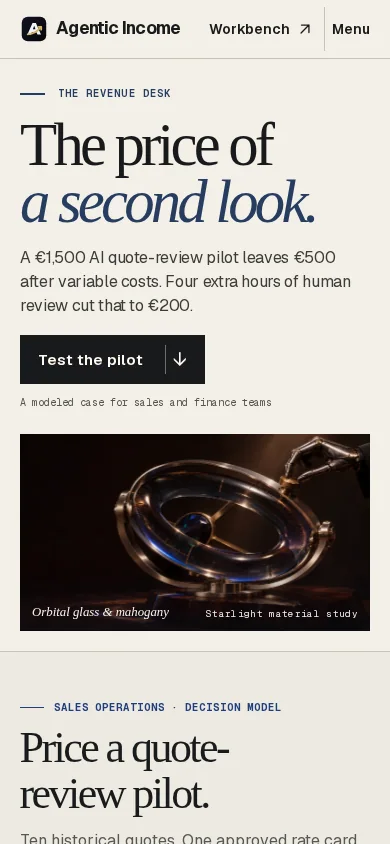 Agentic Income
Workbench ↗
Menu
THE REVENUE DESK
The price of
a second look.
A €1,500 AI quote-review pilot leaves €500
after variable costs. Four extra hours of human
review cut that to €200.
Test the pilot ↓
A modeled case for sales and finance teams
Orbital glass & mahogany
Starlight material study
SALES OPERATIONS · DECISION MODEL
Price a quote-
review pilot.
Ten historical quotes. One approved rate card.